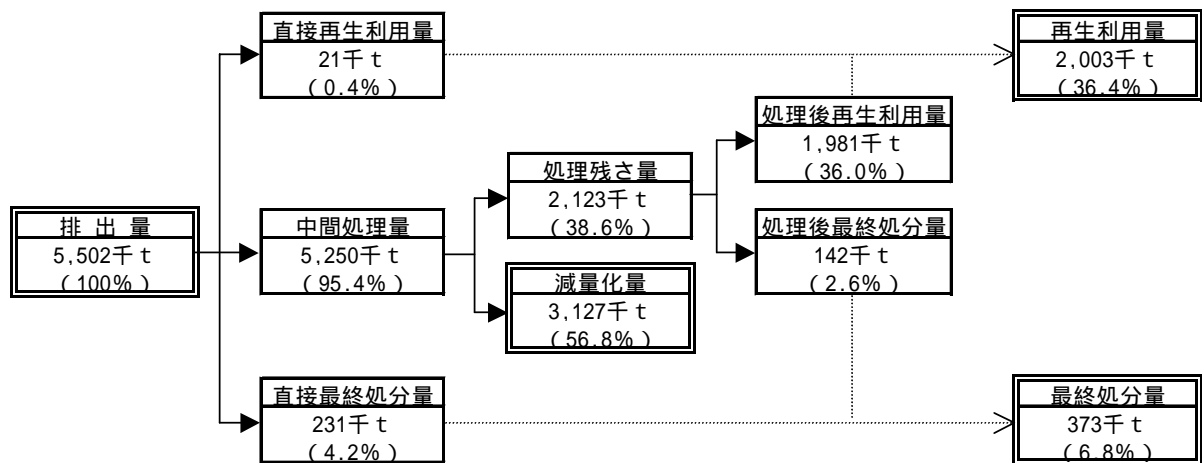 直接再生利用量
21千ｔ
(0.4%)
再生利用量
2,003千ｔ
(36.4%)
処理後再生利用量
1,981千ｔ
(36.0%)
処理残さ量
2,123千ｔ
(38.6%)
排 出 量
5,502千ｔ
(100%)
中間処理量
5,250千ｔ
(95.4%)
処理後最終処分量
142千ｔ
(2.6%)
減量化量
3,127千ｔ
(56.8%)
直接最終処分量
231千ｔ
(4.2%)
最終処分量
373千ｔ
(6.8%)